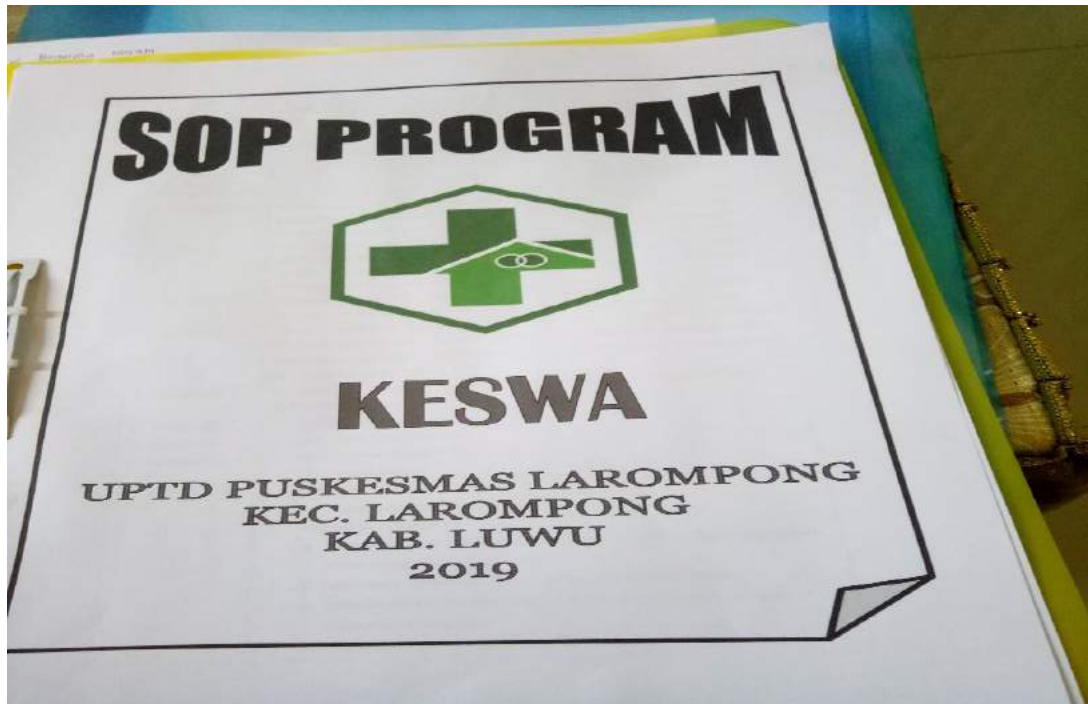 SOP PROGRAM
KESWA
UPTD PUSKESMAS LAROMPONG
KEC. LAROMPONG
KAB. LUWU
2019